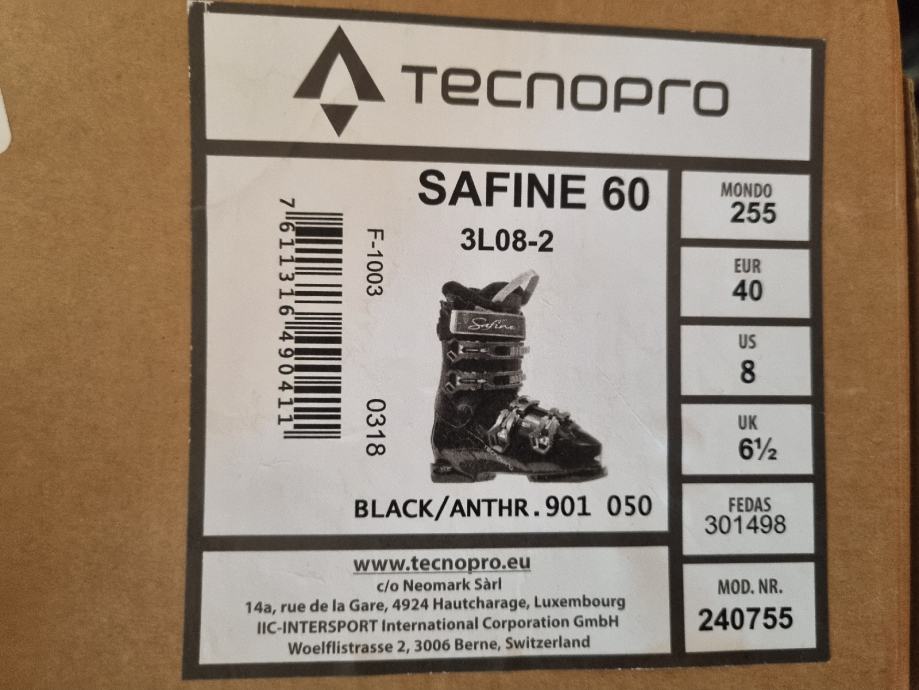 TECNOPRO
SAFINE 60
3L08-2
7 611316 490411
F-1003
0318
Safine
TECNOPRO
BLACK/ANTHR.901 050
MONDO
255
EUR
40
US
8
UK
6½
FEDAS
301498
MOD. NR.
240755
www.tecnopro.eu
c/o Neomark Sàrl
14a, rue de la Gare, 4924 Hautcharage, Luxembourg
IIC-INTERSPORT International Corporation GmbH
Woelflistrasse 2, 3006 Berne, Switzerland